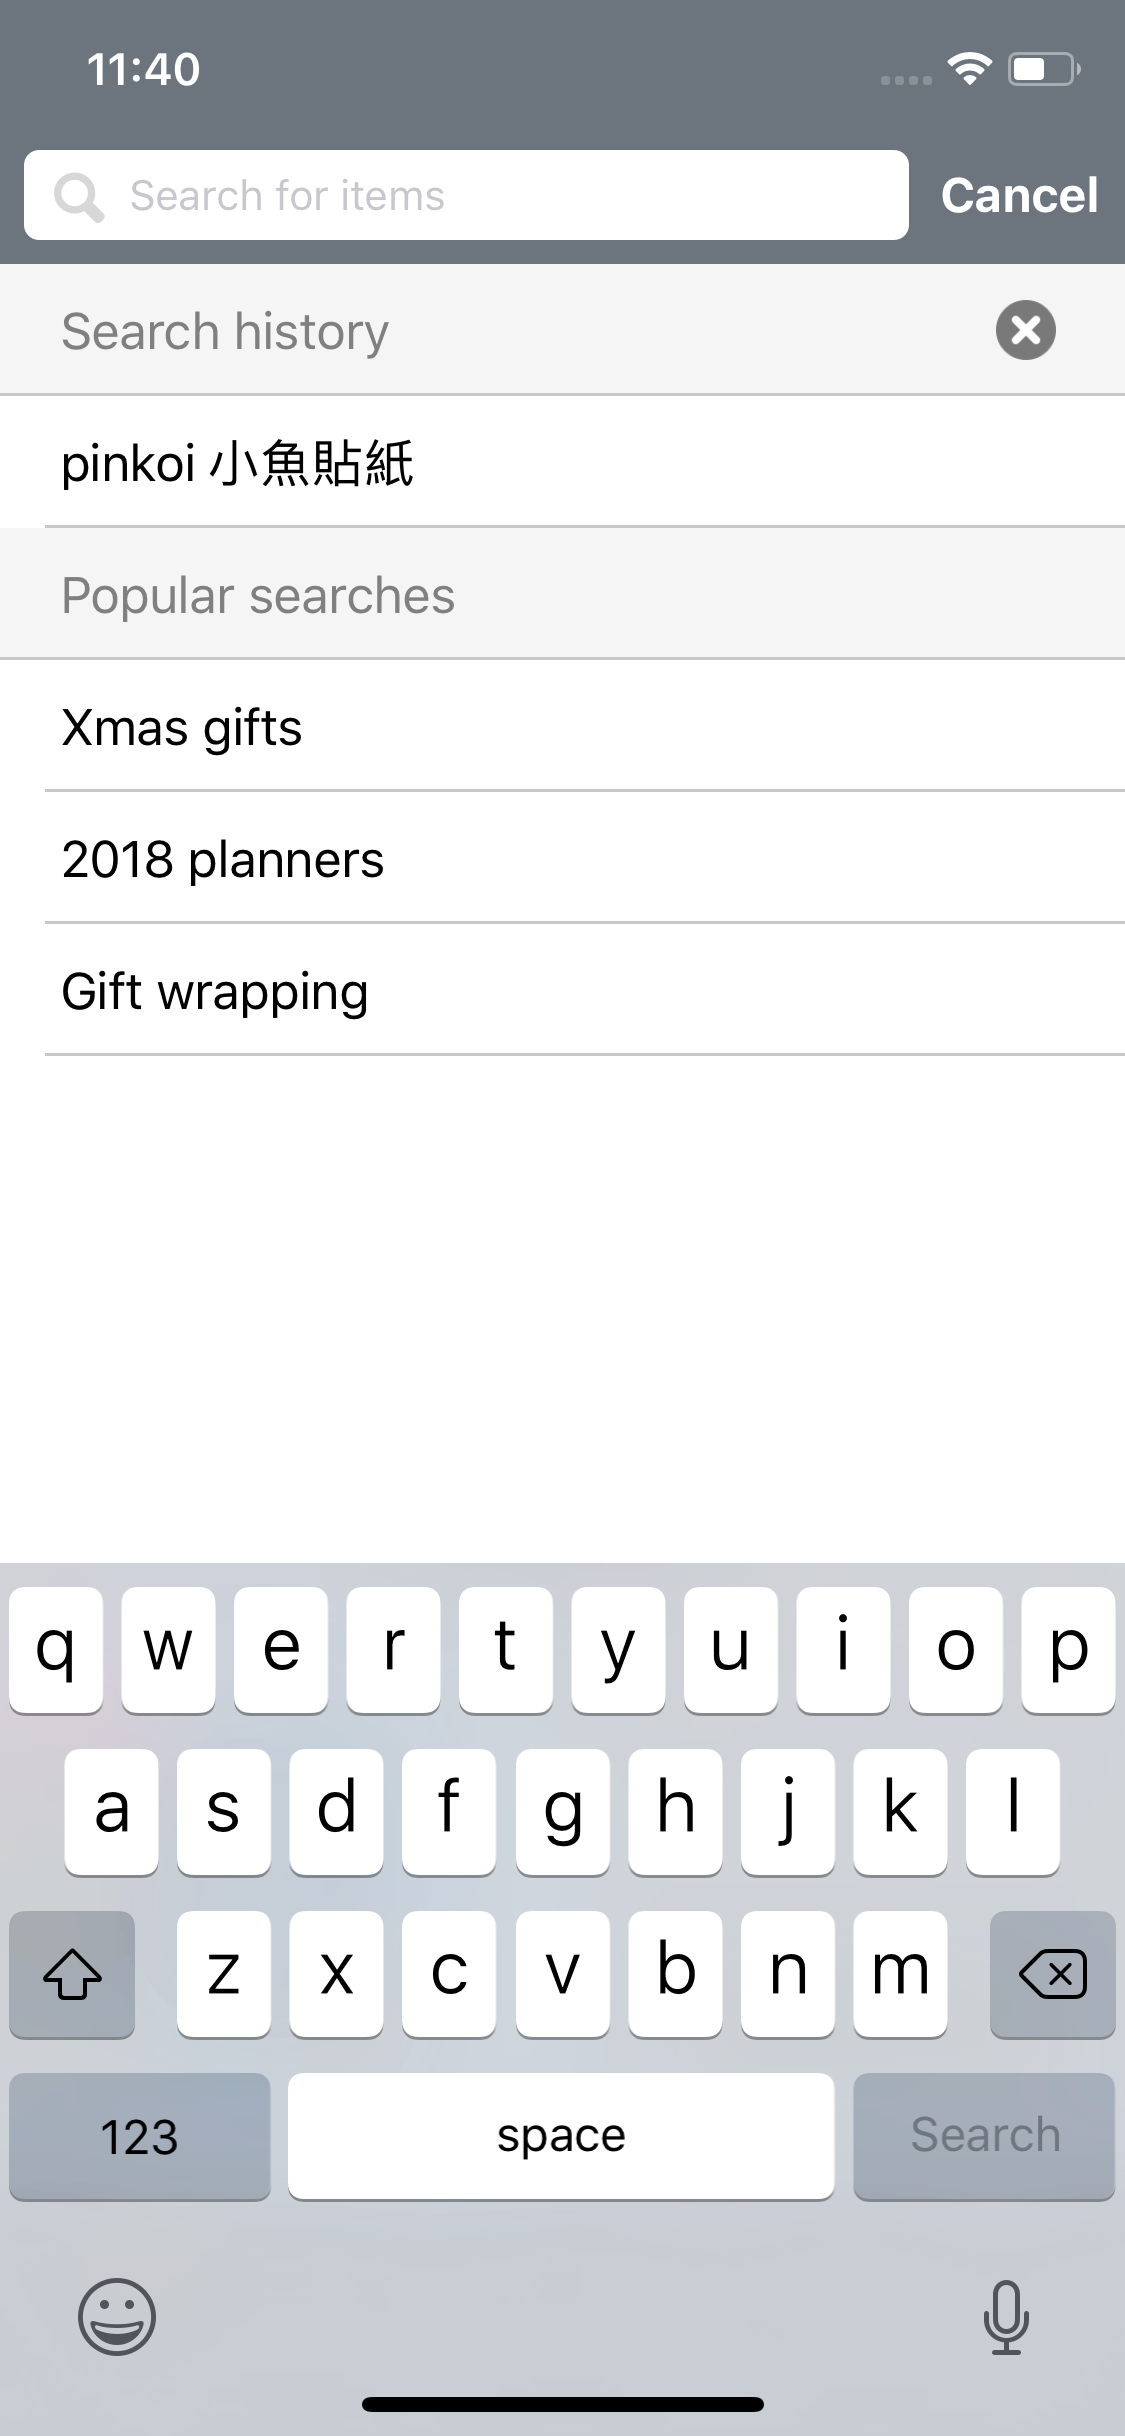 11:40
Search for items
Cancel
Search history
pinkoi 小魚貼紙
Popular searches
Xmas gifts
2018 planners
Gift wrapping
q w e r t y u i o p
a s d f g h j k l
z x c v b n m
123 space Search